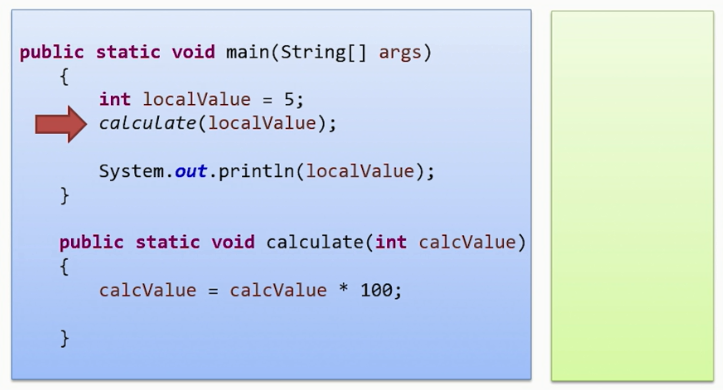 public static void main(String[] args)
{
int localValue = 5;
calculate(localValue);
System.out.println(localValue);
}
public static void calculate(int calcValue)
{
calcValue = calcValue * 100;
}